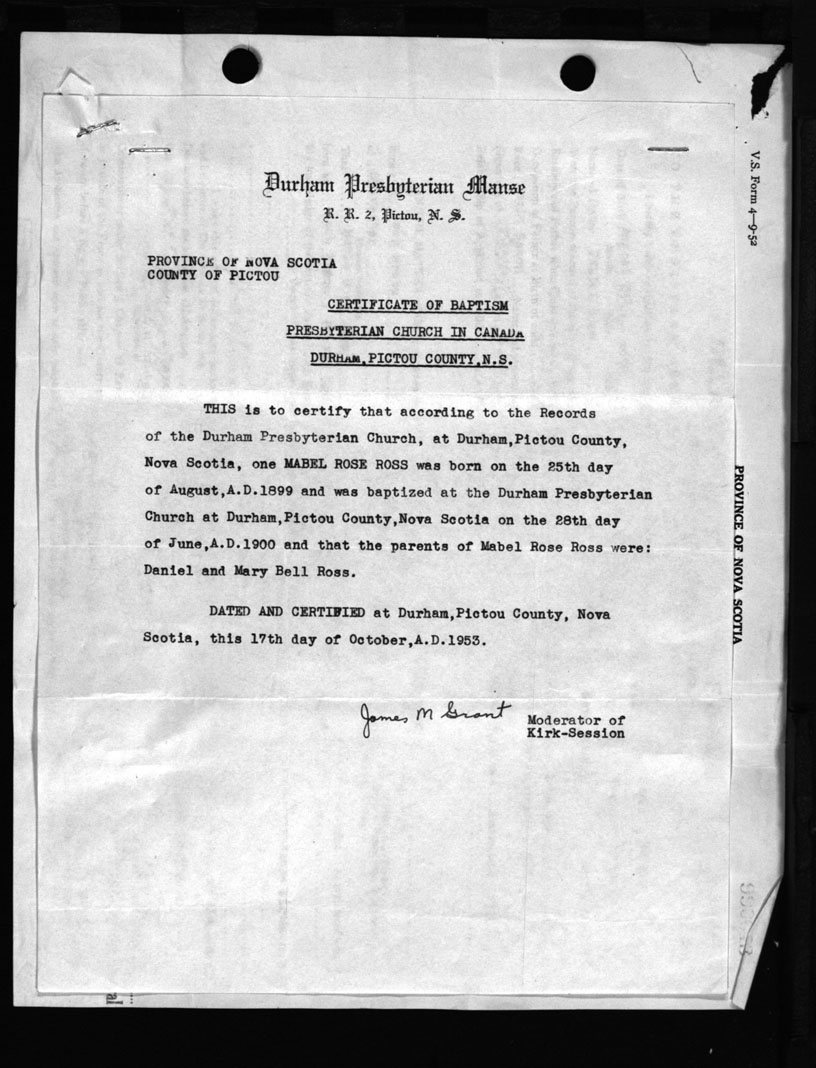 Durham Presbyterian Manse
R. R. 2, Pictou, N. S.
PROVINCE OF NOVA SCOTIA
COUNTY OF PICTOU
CERTIFICATE OF BAPTISM
PRESBYTERIAN CHURCH IN CANADA
DURHAM,PICTOU COUNTY,N.S.
THIS is to certify that according to the Records
of the Durham Presbyterian Church, at Durham,Pictou County,
Nova Scotia, one MABEL ROSE ROSS was born on the 25th day
of August,A.D.1899 and was baptized at the Durham Presbyterian
Church at Durham,Pictou County,Nova Scotia on the 28th day
of June,A.D.1900 and that the parents of Mabel Rose Ross were:
Daniel and Mary Bell Ross.
DATED AND CERTIFIED at Durham,Pictou County, Nova
Scotia, this 17th day of October,A.D.1953.
James M Grant
Moderator of
Kirk-Session
V.S. Form 4—9-52
PROVINCE OF NOVA SCOTIA